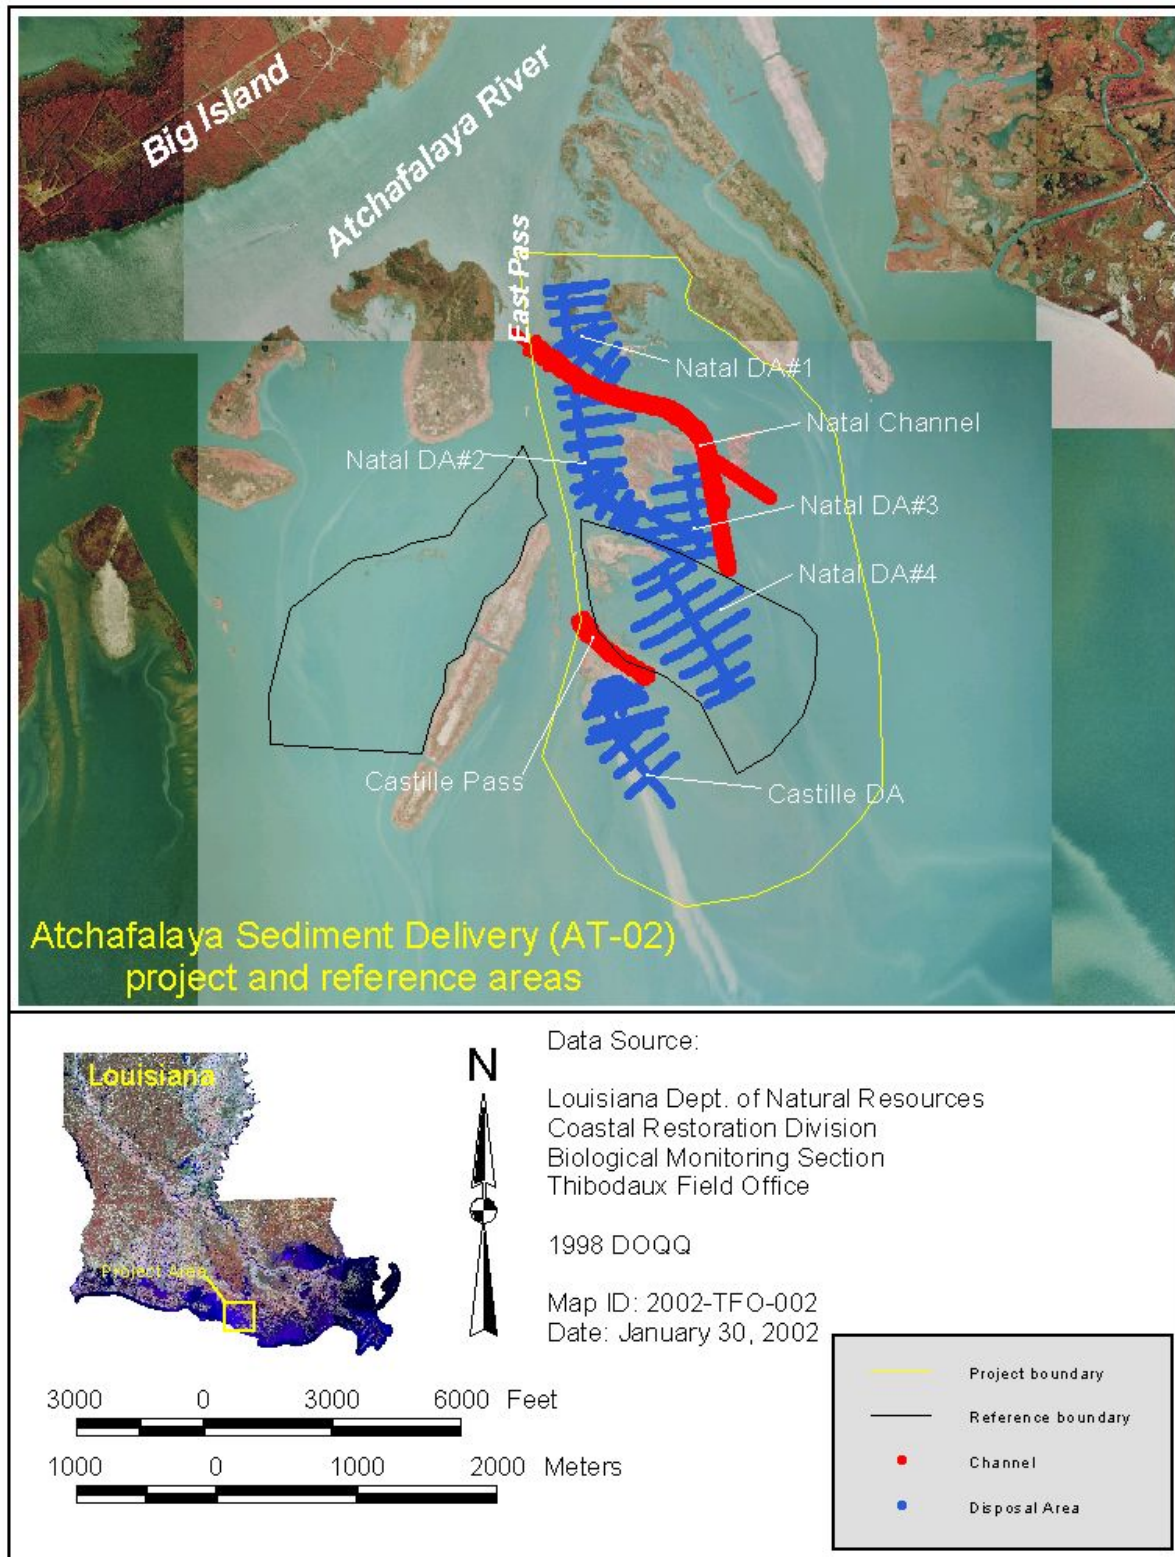 Big Island
Atchafalaya River
East Pass
Natal DA#1
Natal Channel
Natal DA#2
Natal DA#3
Natal DA#4
Castille Pass
Castille DA
Atchafalaya Sediment Delivery (AT-02)
project and reference areas
Louisiana
Project Area
N
Data Source:
Louisiana Dept. of Natural Resources
Coastal Restoration Division
Biological Monitoring Section
Thibodaux Field Office
1998 DOQQ
Map ID: 2002-TFO-002
Date: January 30, 2002
3000 0 3000 6000 Feet
1000 0 1000 2000 Meters
Project boundary
Reference boundary
Channel
Disposal Area